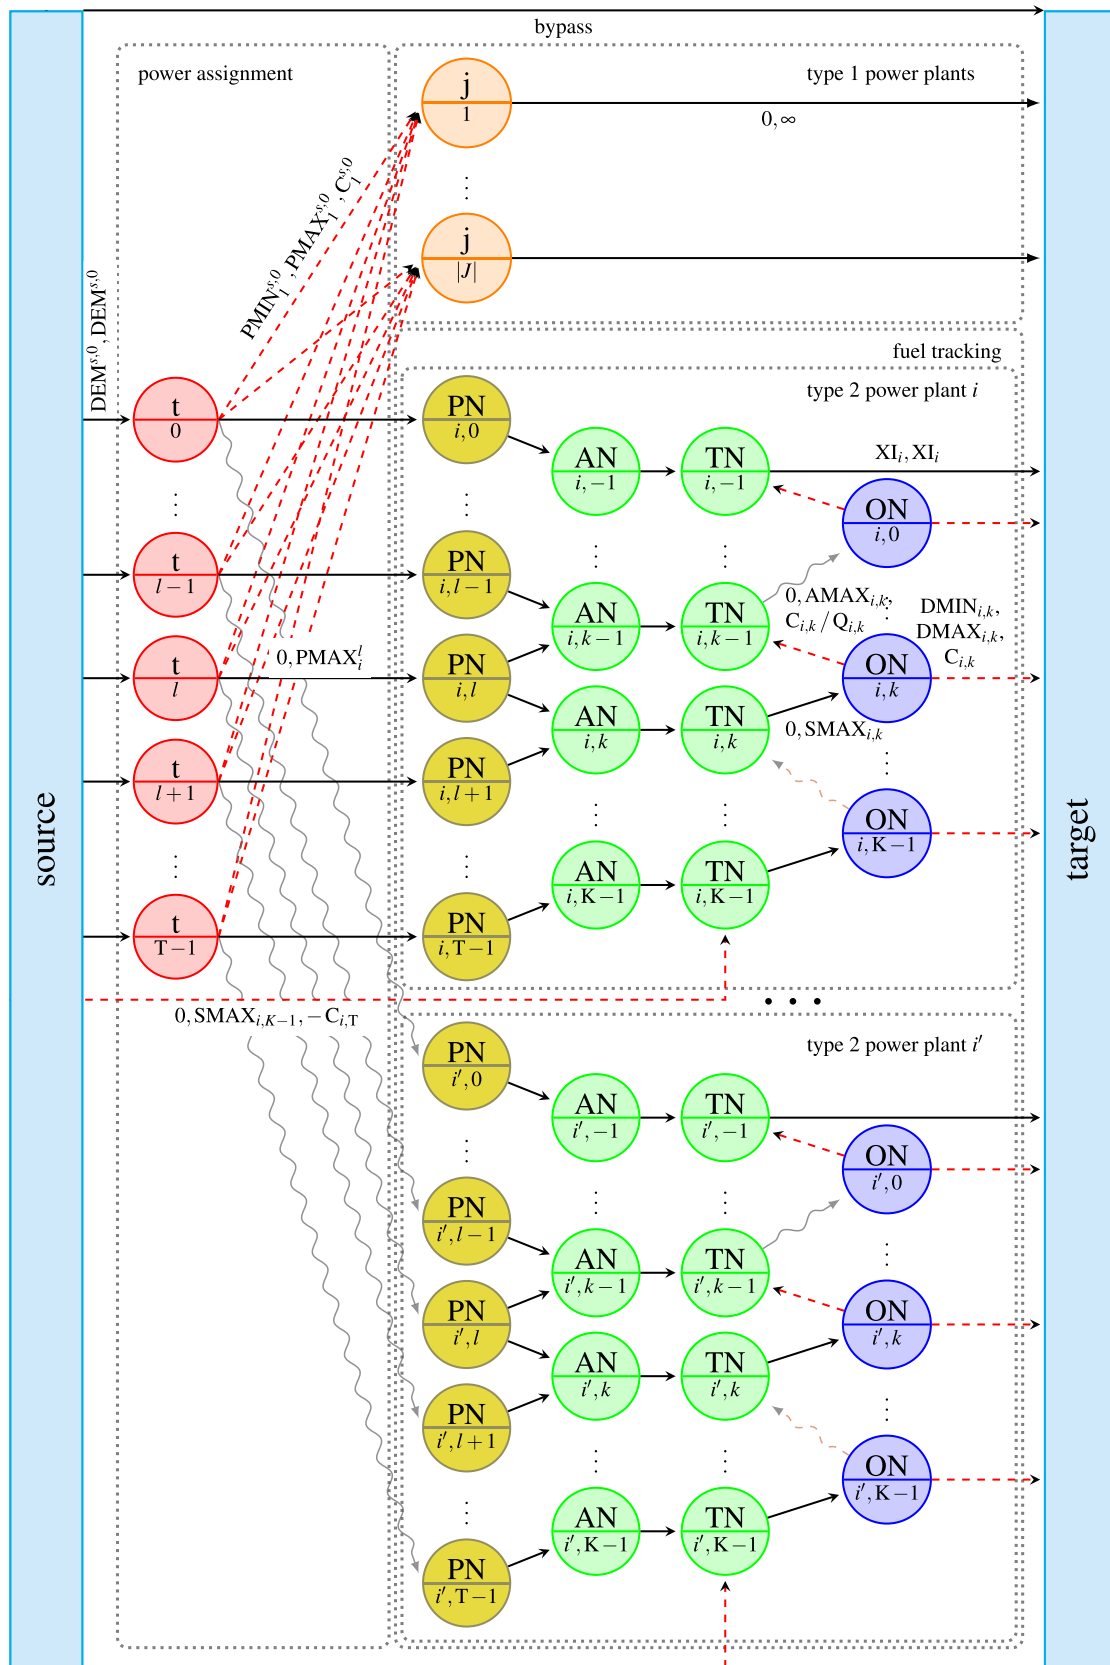 bypass
power assignment
type 1 power plants
j
1
0,∞
⋮
j
|J|
PMIN₁^{s,0}, PMAX₁^{s,0}, C₁^{s,0}
DEM^{s,0}, DEM^{s,0}
fuel tracking
type 2 power plant i
t
0
PN
i,0
AN
i,−1
TN
i,−1
XI_i, XI_i
ON
i,0
⋮
t
l−1
PN
i,l−1
AN
i,k−1
TN
i,k−1
0,AMAX_{i,k},
C_{i,k}/Q_{i,k}
DMIN_{i,k},
DMAX_{i,k},
C_{i,k}
t
l
0,PMAX_i^l
PN
i,l
ON
i,k
AN
i,k
TN
i,k
0,SMAX_{i,k}
t
l+1
PN
i,l+1
ON
i,K−1
source
target
AN
i,K−1
TN
i,K−1
t
T−1
PN
i,T−1
0,SMAX_{i,K−1},−C_{i,T}
• • •
type 2 power plant i′
PN
i′,0
AN
i′,−1
TN
i′,−1
ON
i′,0
PN
i′,l−1
AN
i′,k−1
TN
i′,k−1
PN
i′,l
ON
i′,k
AN
i′,k
TN
i′,k
PN
i′,l+1
ON
i′,K−1
AN
i′,K−1
TN
i′,K−1
PN
i′,T−1